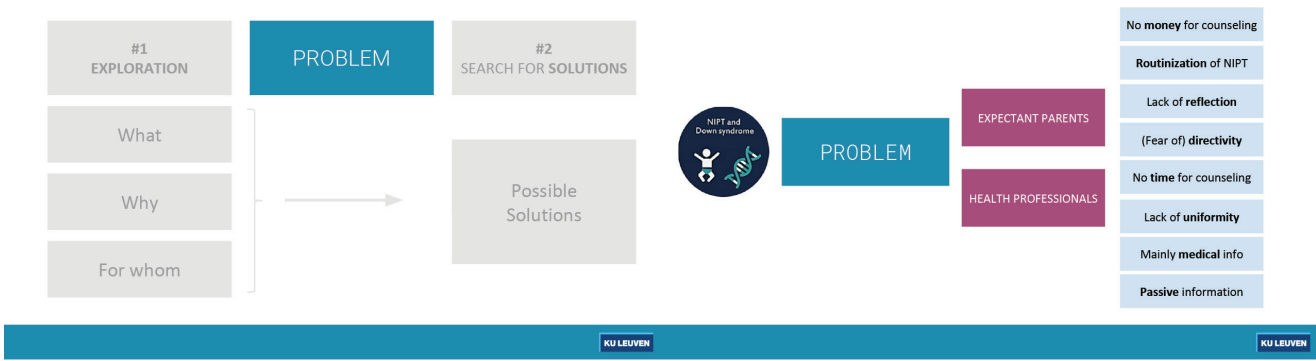 #1
EXPLORATION
PROBLEM
#2
SEARCH FOR SOLUTIONS
What
Why
For whom
Possible
Solutions
KU LEUVEN
NIPT and
Down syndrome
PROBLEM
EXPECTANT PARENTS
HEALTH PROFESSIONALS
No money for counseling
Routinization of NIPT
Lack of reflection
(Fear of) directivity
No time for counseling
Lack of uniformity
Mainly medical info
Passive information
KU LEUVEN